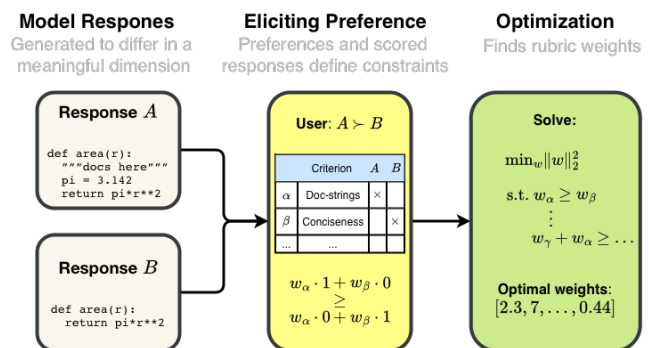 Model Respones
Generated to differ in a
meaningful dimension
Response A
def area(r):
"""docs here"""
pi = 3.142
return pi*r**2
Response B
def area(r):
return pi*r**2
Eliciting Preference
Preferences and scored
responses define constraints
User: A ≻ B
Criterion A B
α Doc-strings ×
β Conciseness ×
... ...
w_α · 1 + w_β · 0
≥
w_α · 0 + w_β · 1
Optimization
Finds rubric weights
Solve:
min_w ‖w‖₂²
s.t. w_α ≥ w_β
⋮
w_γ + w_α ≥ ...
Optimal weights:
[2.3, 7, ..., 0.44]